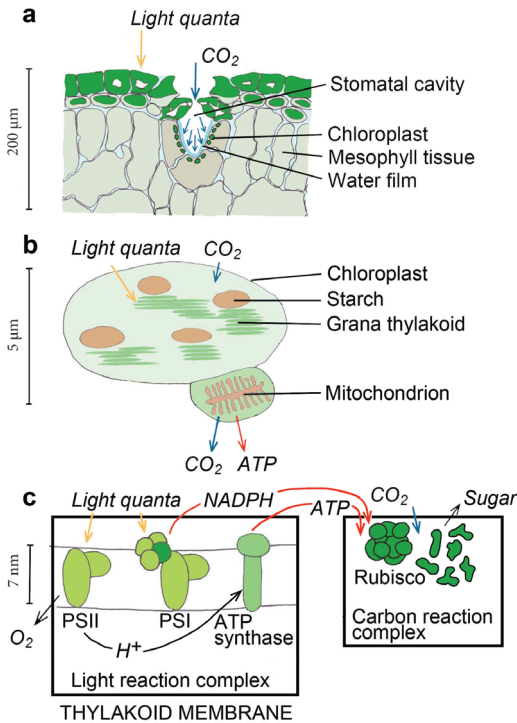 a
Light quanta
CO2
200 µm
Stomatal cavity
Chloroplast
Mesophyll tissue
Water film
b
Light quanta
CO2
5 µm
Chloroplast
Starch
Grana thylakoid
Mitochondrion
CO2 ATP
c
Light quanta
NADPH
ATP
CO2
Sugar
7 nm
Rubisco
O2
PSII
H+
PSI
ATP
synthase
Carbon reaction
complex
Light reaction complex
THYLAKOID MEMBRANE